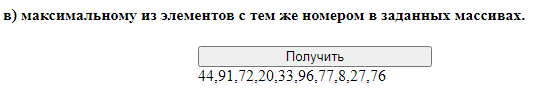 в) максимальному из элементов с тем же номером в заданных массивах.
Получить
44,91,72,20,33,96,77,8,27,76